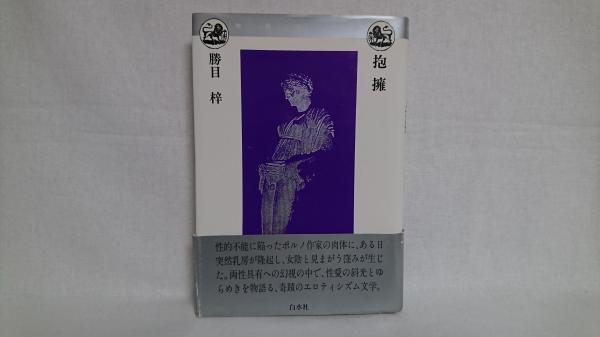 抱擁
勝目 梓
性的不能に陥ったポルノ作家の肉体に、ある日
突然乳房が隆起し、女陰と見まがう窪みが生じ
た。両性具有への幻視の中で、性愛の斜光とゆ
らめきを物語る、奇蹟のエロティシズム文学。
白水社